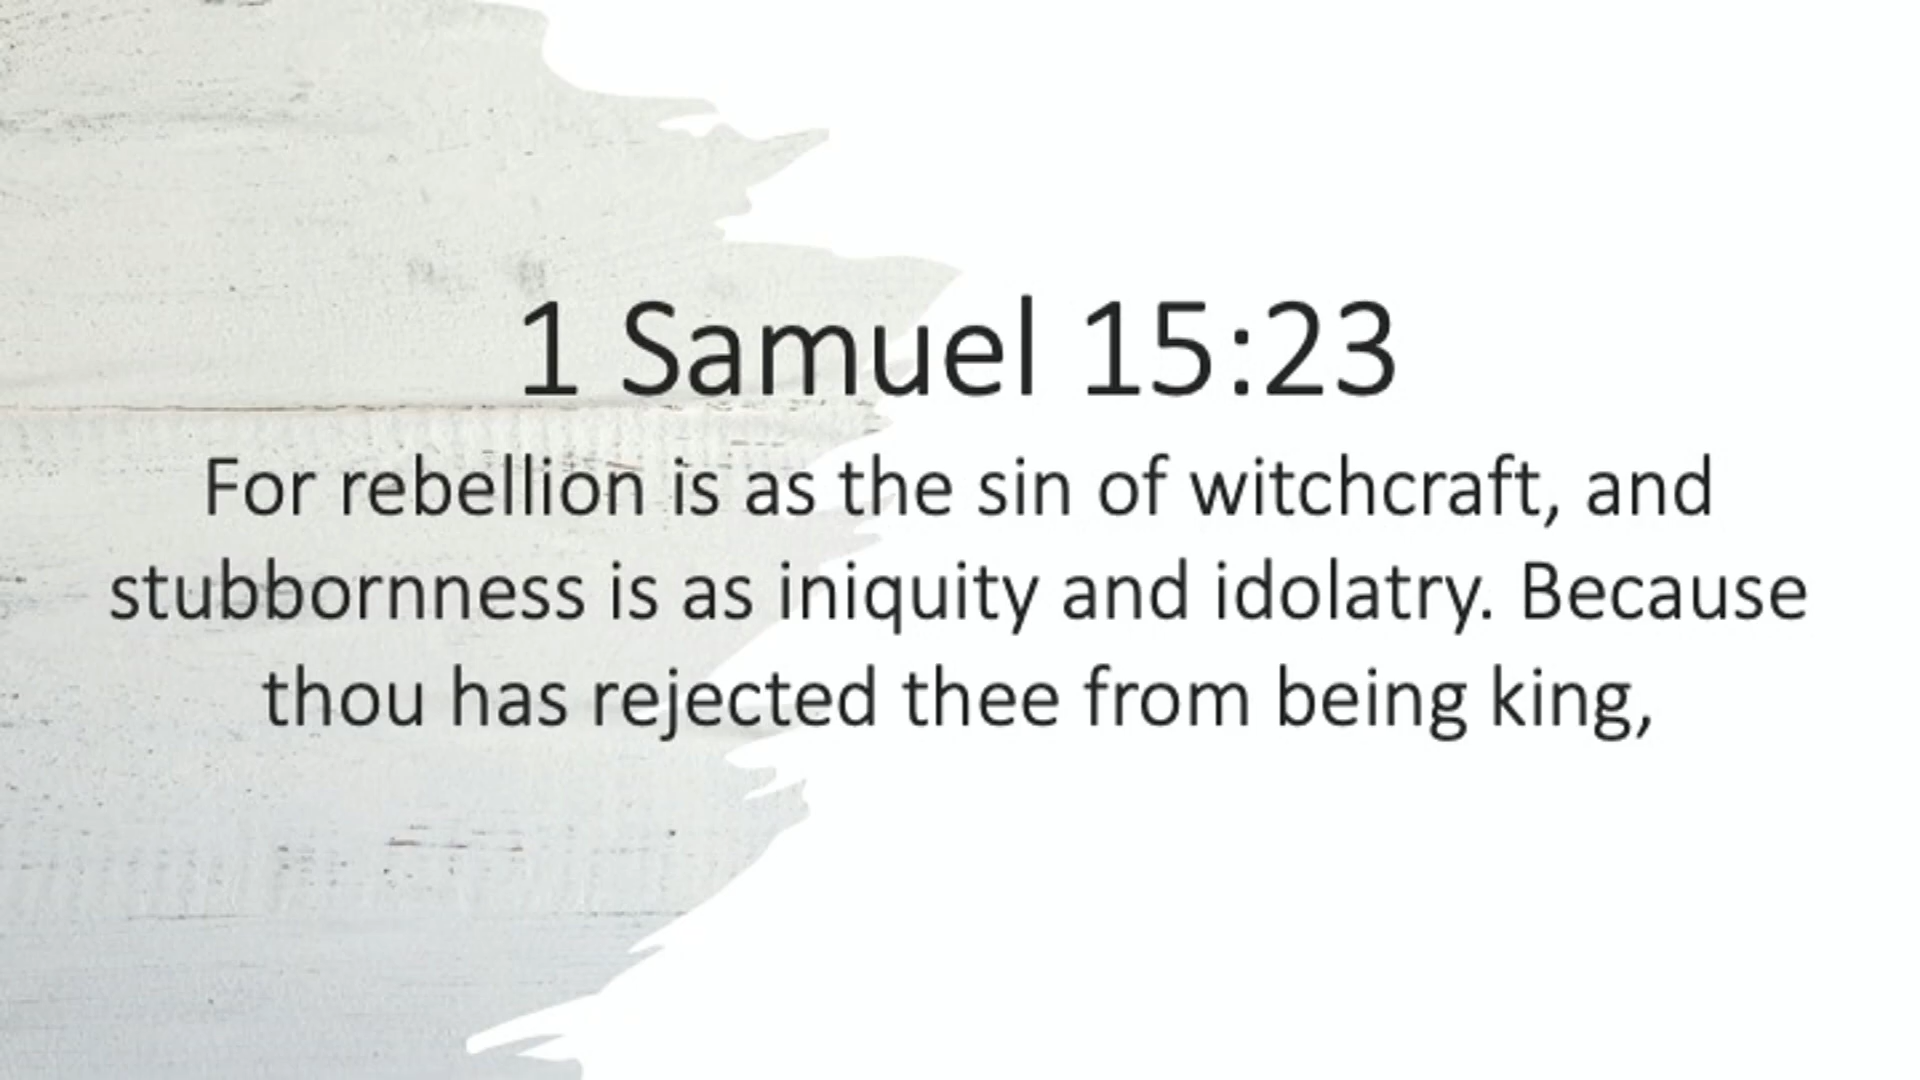 1 Samuel 15:23
For rebellion is as the sin of witchcraft, and
stubbornness is as iniquity and idolatry. Because
thou has rejected thee from being king,